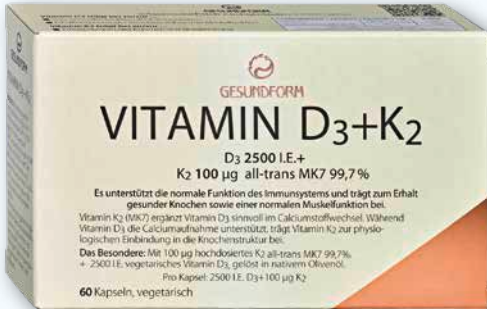 GESUNDFORM
VITAMIN D3+K2
D3 2500 I.E.+
K2 100 µg all-trans MK7 99,7%
Es unterstützt die normale Funktion des Immunsystems und trägt zum Erhalt
gesunder Knochen sowie einer normalen Muskelfunktion bei.
Vitamin K2 (MK7) ergänzt Vitamin D3 sinnvoll im Calciumstoffwechsel. Während
Vitamin D3 die Calciumaufnahme unterstützt, trägt Vitamin K2 zur physio-
logischen Einbindung in die Knochenstruktur bei.
Das Besondere: Mit 100 µg hochdosiertes K2 all-trans MK7 99,7%
+ 2500 I.E. vegetarisches Vitamin D3, gelöst in nativem Olivenöl.
Pro Kapsel: 2500 I.E. D3+100 µg K2
60 Kapseln, vegetarisch